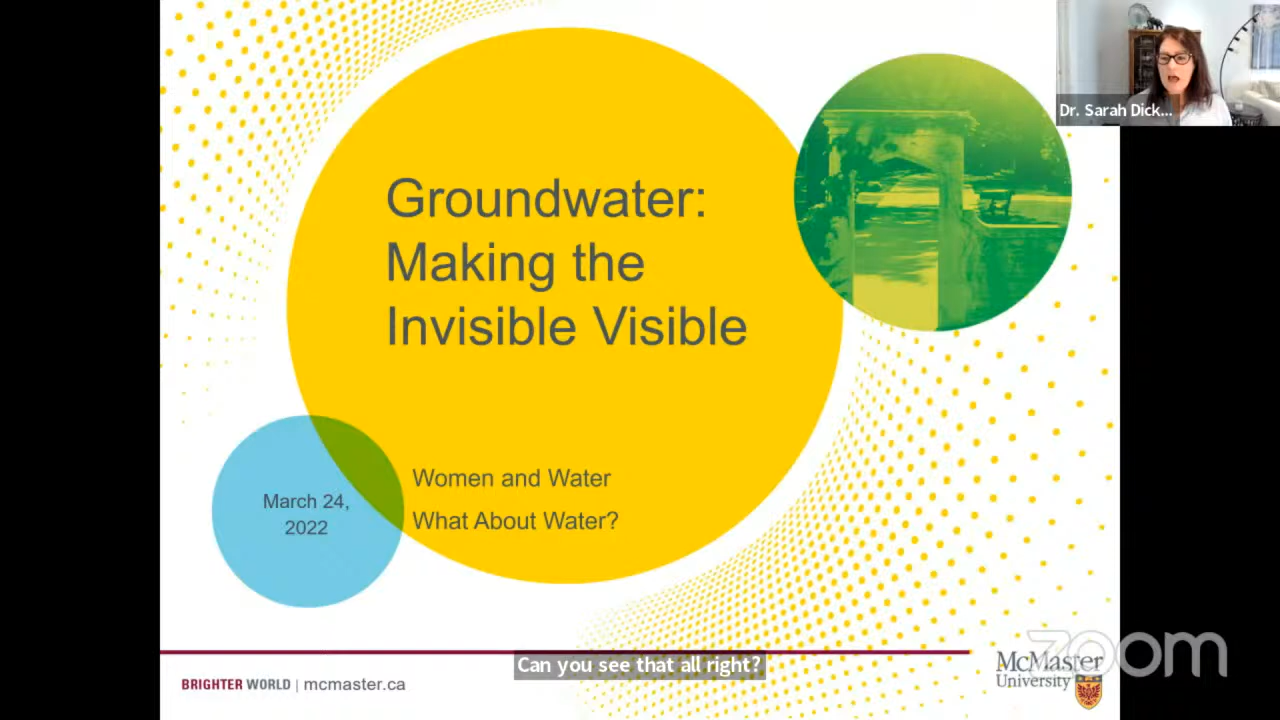 Dr. Sarah Dick...
Groundwater:
Making the
Invisible Visible
Women and Water
What About Water?
March 24,
2022
Can you see that all right?
BRIGHTER WORLD | mcmaster.ca
McMaster
University
zoom